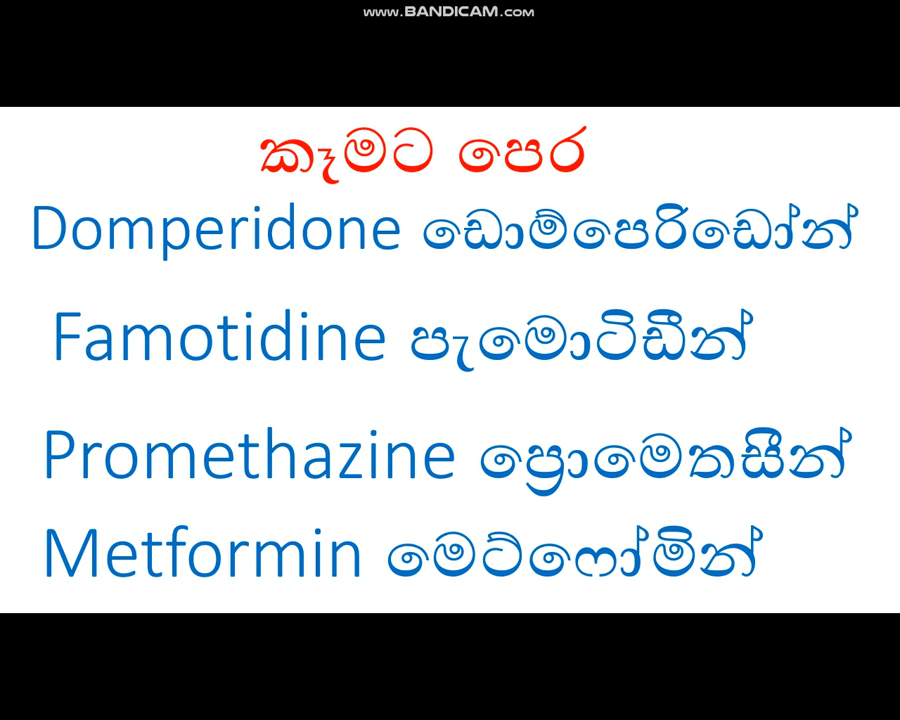 www.BANDICAM.com
කෑමට පෙර
Domperidone ඩොම්පෙරිඩෝන්
Famotidine පැමොටිඩීන්
Promethazine ප්‍රොමෙතසීන්
Metformin මෙට්ෆෝමින්